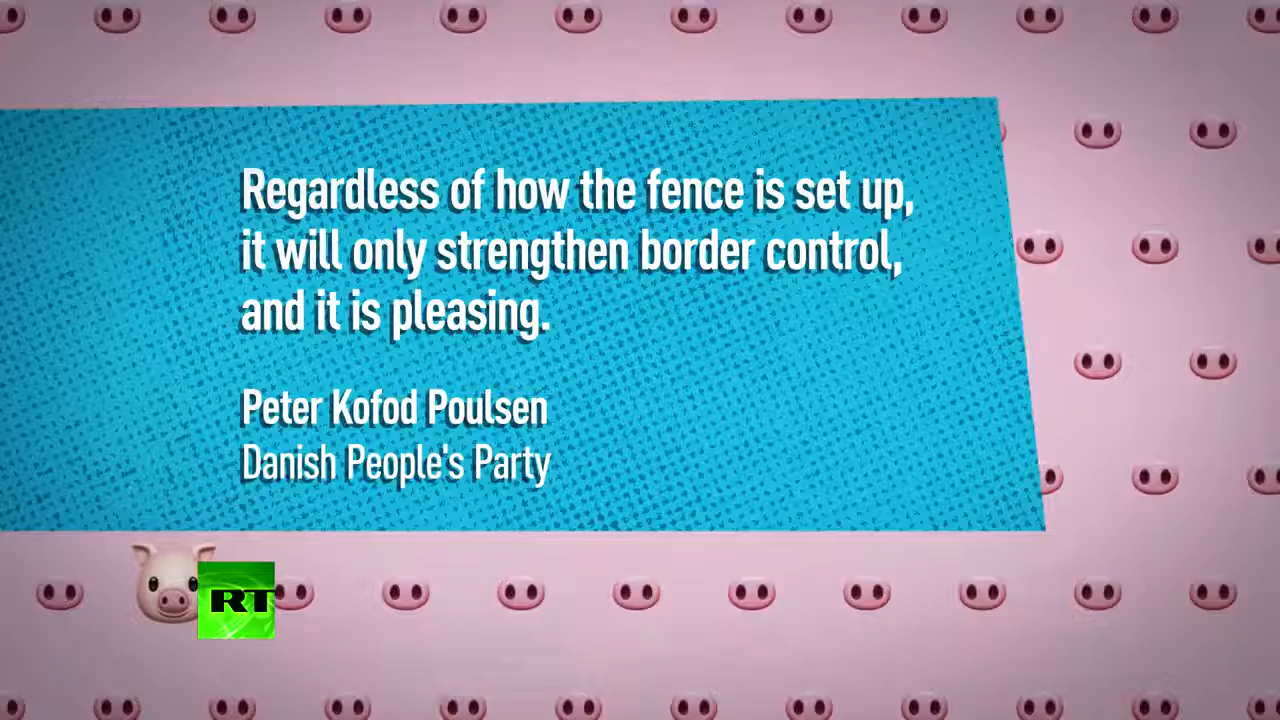 Regardless of how the fence is set up,
it will only strengthen border control,
and it is pleasing.
Peter Kofod Poulsen
Danish People's Party
RT